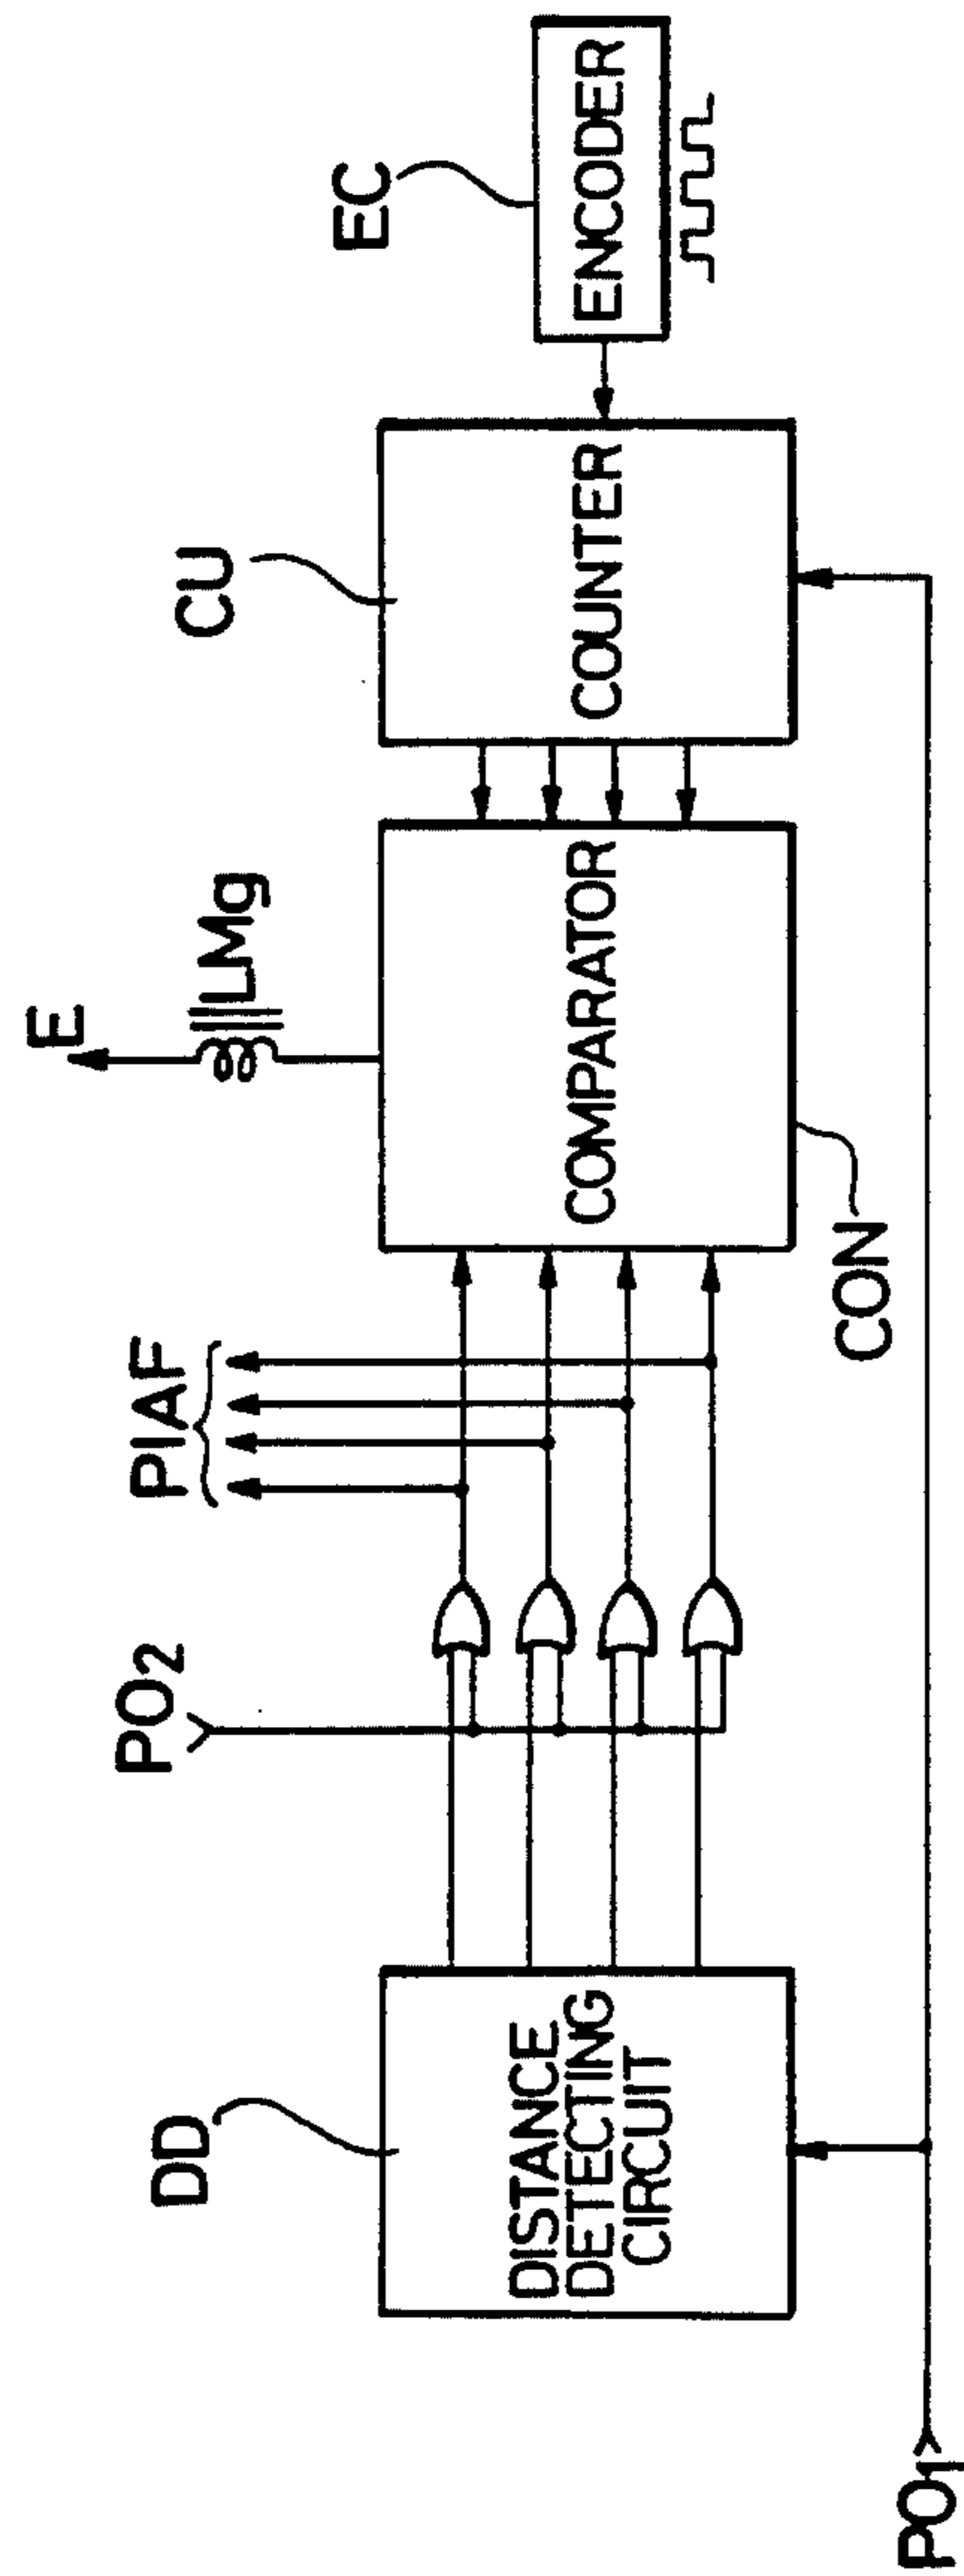 E
LMg
PIAF
PO2
DD
CU
EC
DISTANCE
DETECTING
CIRCUIT
COMPARATOR
COUNTER
ENCODER
CON
PO1